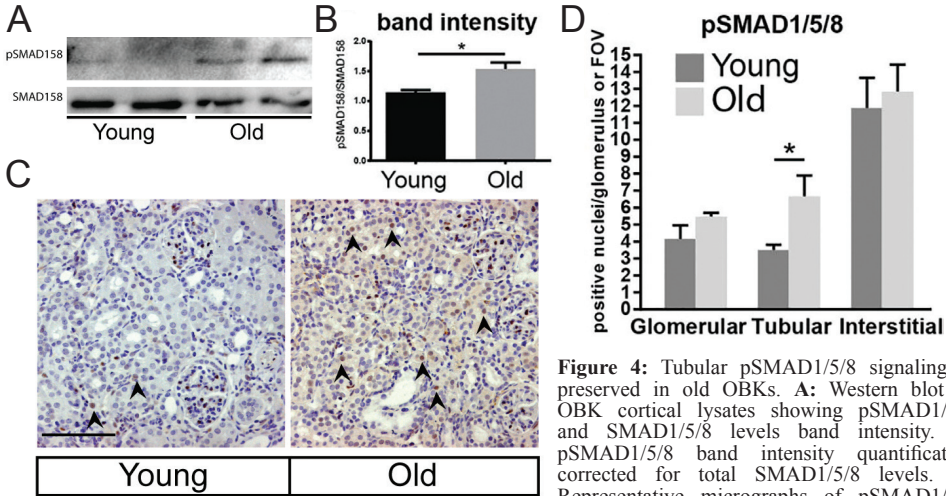 A
pSMAD158
SMAD158
Young Old
B
band intensity
pSMAD158/SMAD158
2.0
1.5
1.0
0.5
0.0
*
Young Old
C
Young Old
D
pSMAD1/5/8
positive nuclei/glomerulus or FOV
15
14
13
12
11
10
9
8
7
6
5
4
3
2
1
0
Young
Old
*
Glomerular Tubular Interstitial
Figure 4: Tubular pSMAD1/5/8 signaling
preserved in old OBKs. A: Western blot
OBK cortical lysates showing pSMAD1/
and SMAD1/5/8 levels band intensity.
pSMAD1/5/8 band intensity quantificat
corrected for total SMAD1/5/8 levels.
Representative micrographs of pSMAD1/